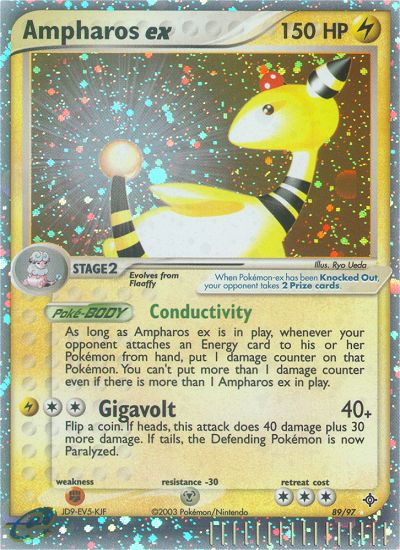 Ampharos ex 150 HP
Illus. Ryo Ueda
STAGE2
Evolves from
Flaaffy
When Pokémon-ex has been Knocked Out,
your opponent takes 2 Prize cards.
Poké-BODY Conductivity
As long as Ampharos ex is in play, whenever your
opponent attaches an Energy card to his or her
Pokémon from hand, put 1 damage counter on that
Pokémon. You can't put more than 1 damage counter
even if there is more than 1 Ampharos ex in play.
Gigavolt 40+
Flip a coin. If heads, this attack does 40 damage plus 30
more damage. If tails, the Defending Pokémon is now
Paralyzed.
weakness resistance -30 retreat cost
JD9-EV5-KJF ©2003 Pokémon/Nintendo 89/97